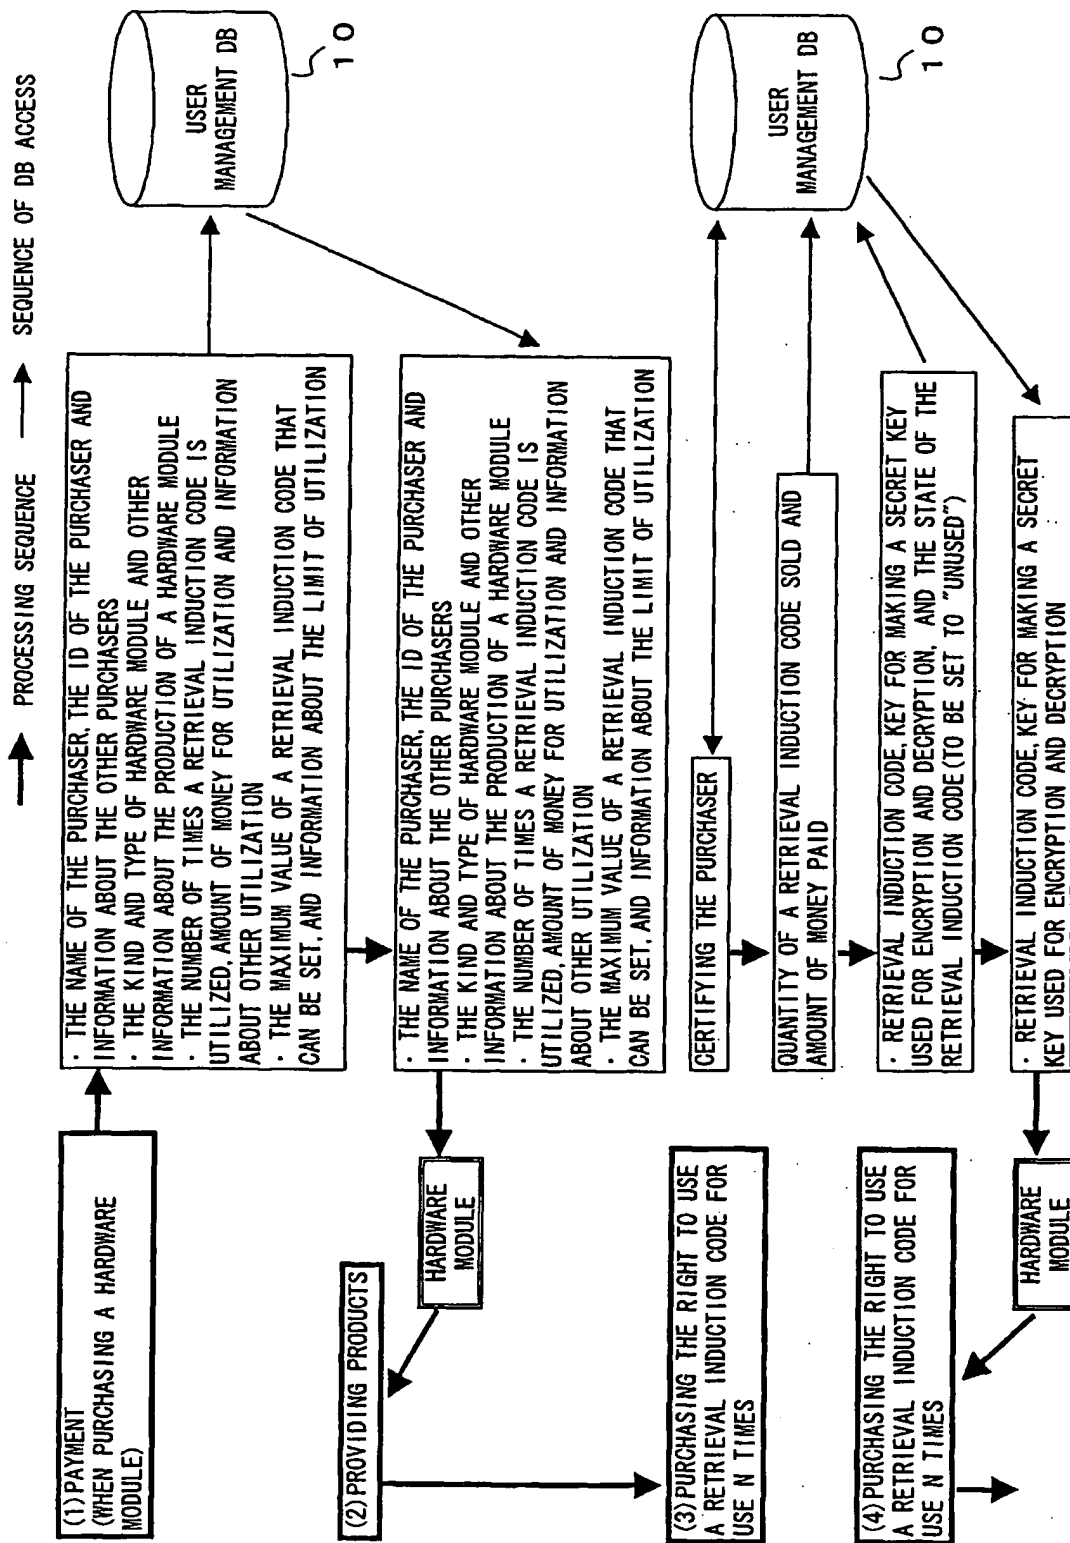 PROCESSING SEQUENCE
SEQUENCE OF DB ACCESS
(1)PAYMENT
(WHEN PURCHASING A HARDWARE
MODULE)
· THE NAME OF THE PURCHASER, THE ID OF THE PURCHASER AND
INFORMATION ABOUT THE OTHER PURCHASERS
· THE KIND AND TYPE OF HARDWARE MODULE AND OTHER
INFORMATION ABOUT THE PRODUCTION OF A HARDWARE MODULE
· THE NUMBER OF TIMES A RETRIEVAL INDUCTION CODE IS
UTILIZED, AMOUNT OF MONEY FOR UTILIZATION AND INFORMATION
ABOUT OTHER UTILIZATION
· THE MAXIMUM VALUE OF A RETRIEVAL INDUCTION CODE THAT
CAN BE SET, AND INFORMATION ABOUT THE LIMIT OF UTILIZATION
USER
MANAGEMENT DB
10
(2)PROVIDING PRODUCTS
HARDWARE
MODULE
· THE NAME OF THE PURCHASER, THE ID OF THE PURCHASER AND
INFORMATION ABOUT THE OTHER PURCHASERS
· THE KIND AND TYPE OF HARDWARE MODULE AND OTHER
INFORMATION ABOUT THE PRODUCTION OF A HARDWARE MODULE
· THE NUMBER OF TIMES A RETRIEVAL INDUCTION CODE IS
UTILIZED, AMOUNT OF MONEY FOR UTILIZATION AND INFORMATION
ABOUT OTHER UTILIZATION
· THE MAXIMUM VALUE OF A RETRIEVAL INDUCTION CODE THAT
CAN BE SET, AND INFORMATION ABOUT THE LIMIT OF UTILIZATION
(3)PURCHASING THE RIGHT TO USE
A RETRIEVAL INDUCTION CODE FOR
USE N TIMES
CERTIFYING THE PURCHASER
QUANTITY OF A RETRIEVAL INDUCTION CODE SOLD AND
AMOUNT OF MONEY PAID
USER
MANAGEMENT DB
10
· RETRIEVAL INDUCTION CODE, KEY FOR MAKING A SECRET KEY
USED FOR ENCRYPTION AND DECRYPTION, AND THE STATE OF THE
RETRIEVAL INDUCTION CODE (TO BE SET TO "UNUSED")
(4)PURCHASING THE RIGHT TO USE
A RETRIEVAL INDUCTION CODE FOR
USE N TIMES
HARDWARE
MODULE
· RETRIEVAL INDUCTION CODE, KEY FOR MAKING A SECRET
KEY USED FOR ENCRYPTION AND DECRYPTION